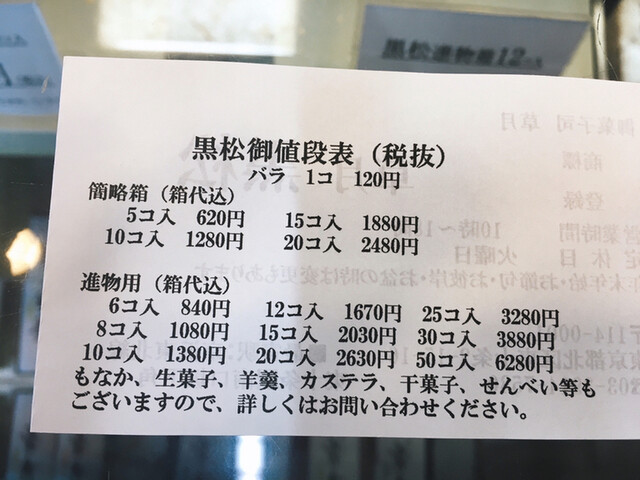 黒松進物用12コ入
黒松御値段表（税抜）
バラ 1コ 120円
簡略箱（箱代込）
5コ入 620円 15コ入 1880円
10コ入 1280円 20コ入 2480円
進物用（箱代込）
6コ入 840円 12コ入 1670円 25コ入 3280円
8コ入 1080円 15コ入 2030円 30コ入 3880円
10コ入 1380円 20コ入 2630円 50コ入 6280円
もなか、生菓子、羊羹、カステラ、干菓子、せんべい等も
ございますので、詳しくはお問い合わせください。